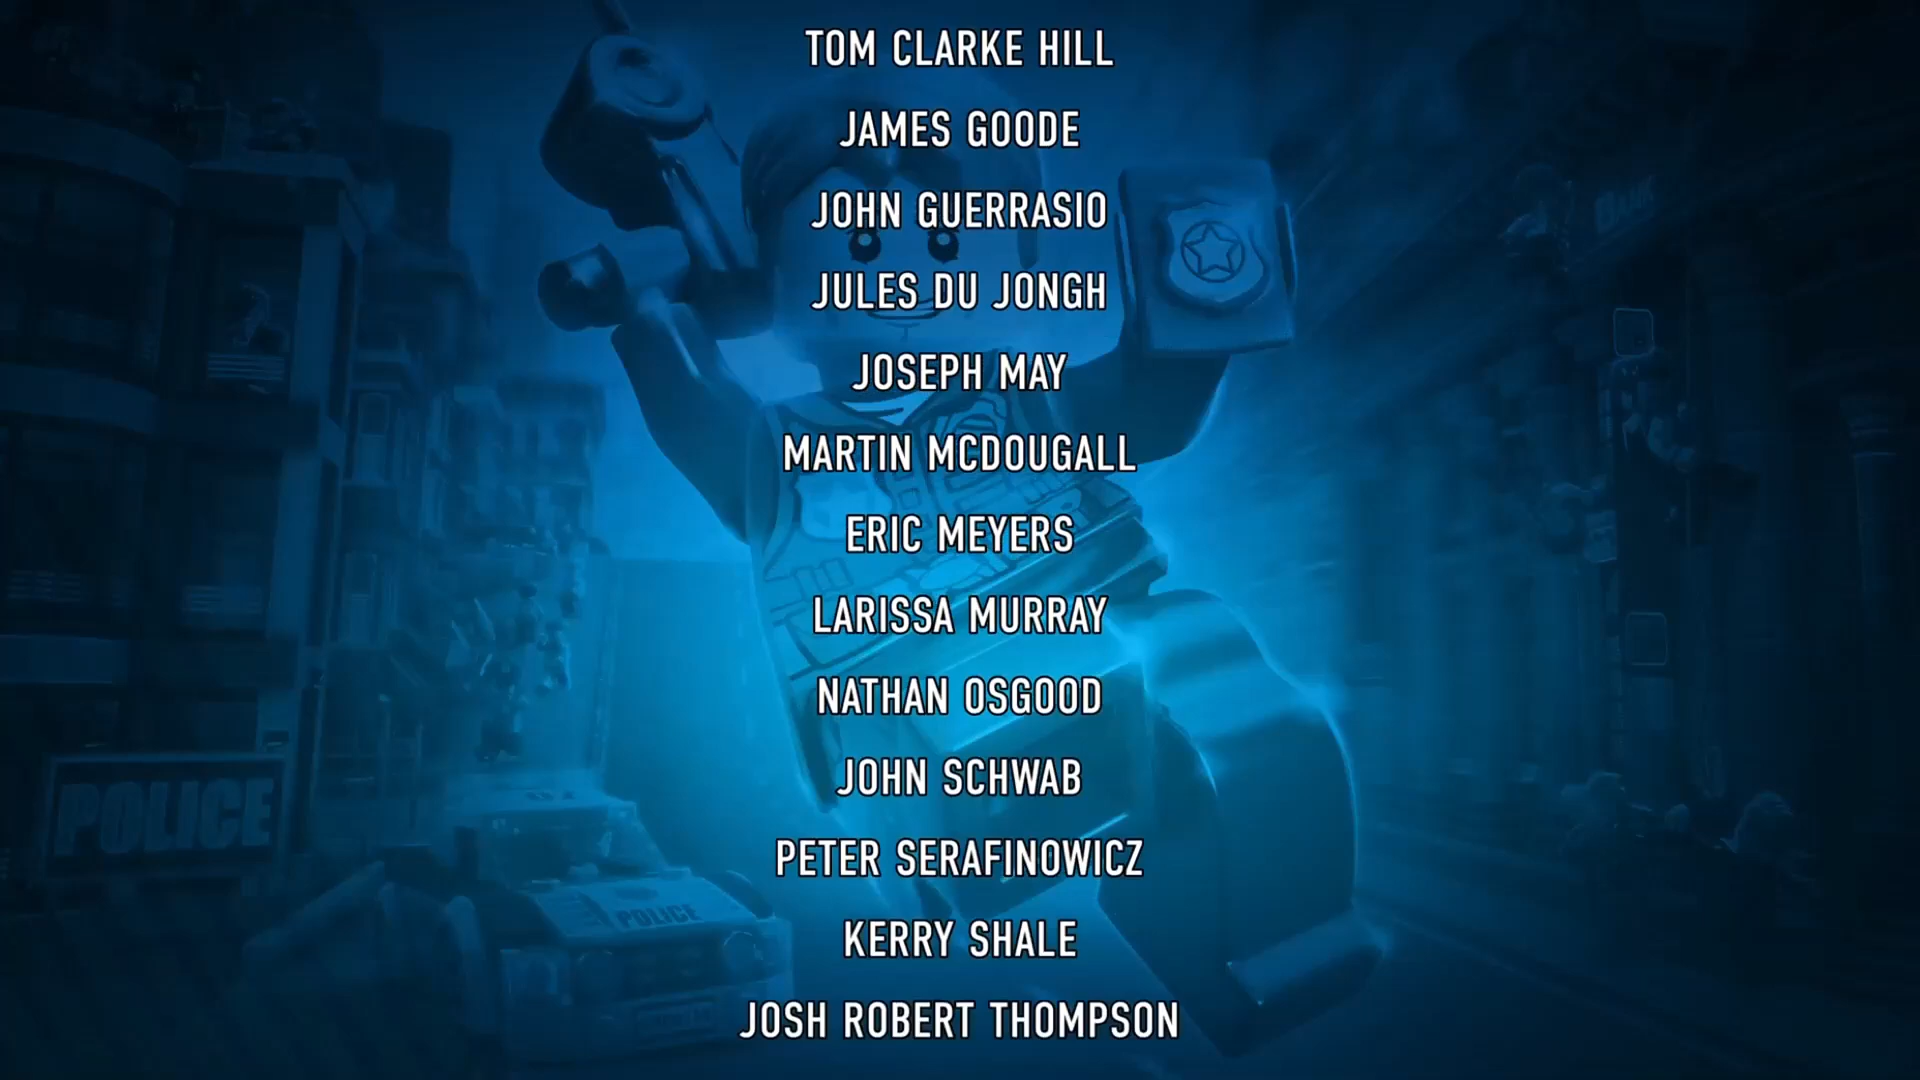 TOM CLARKE HILL
JAMES GOODE
JOHN GUERRASIO
JULES DU JONGH
JOSEPH MAY
MARTIN MCDOUGALL
ERIC MEYERS
LARISSA MURRAY
NATHAN OSGOOD
JOHN SCHWAB
PETER SERAFINOWICZ
KERRY SHALE
JOSH ROBERT THOMPSON
POLICE
POLICE
BANK